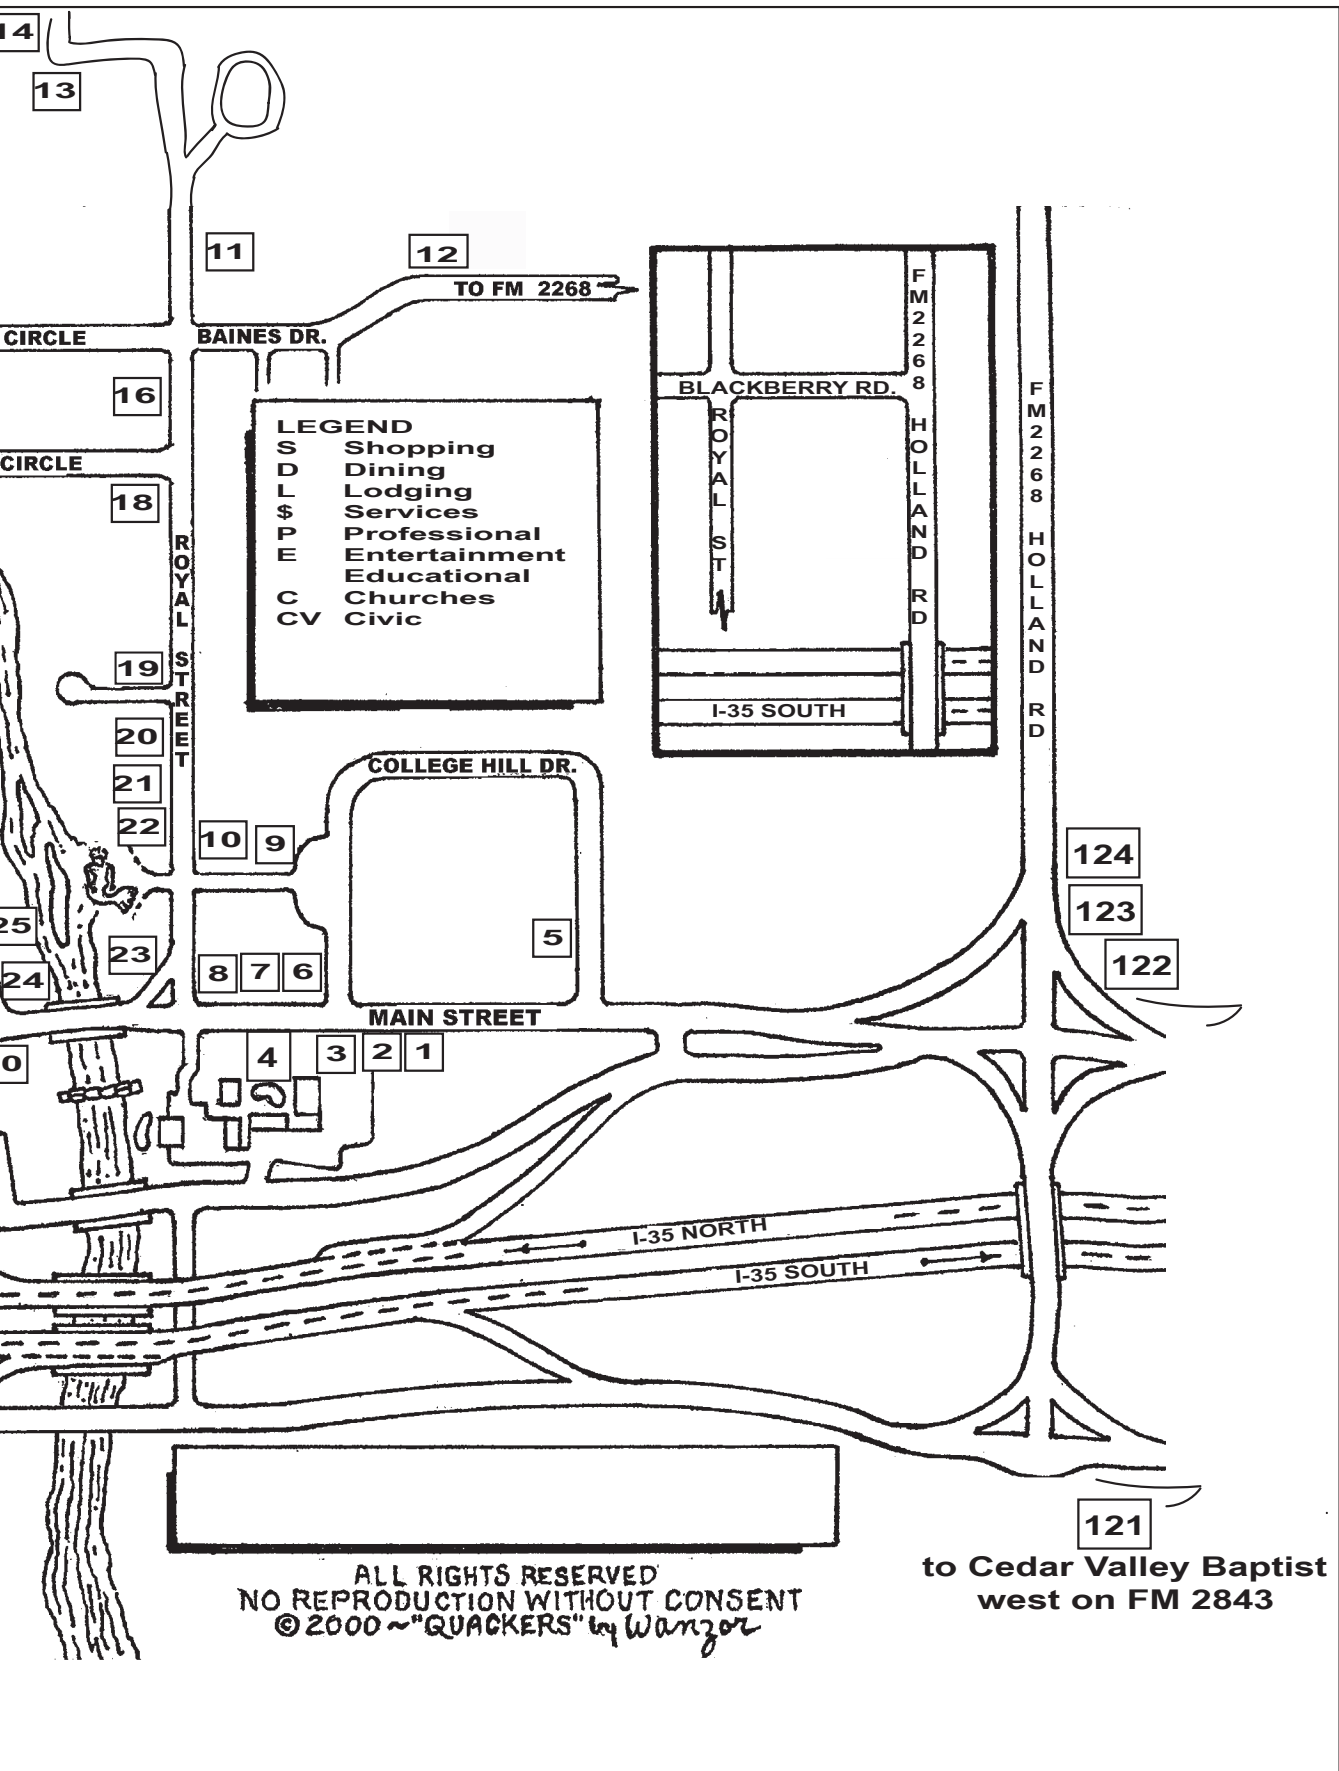 14
13
11
12
TO FM 2268
CIRCLE
BAINES DR.
16
CIRCLE
18
ROYAL STREET
LEGEND
S Shopping
D Dining
L Lodging
$ Services
P Professional
E Entertainment
Educational
C Churches
CV Civic
FM2268 HOLLAND RD
BLACKBERRY RD.
ROYAL ST
I-35 SOUTH
FM2268 HOLLAND RD
19
20
21
22
10
9
COLLEGE HILL DR.
124
123
122
25
24
23
8
7
6
5
MAIN STREET
0
4
3
2
1
I-35 NORTH
I-35 SOUTH
121
to Cedar Valley Baptist
west on FM 2843
ALL RIGHTS RESERVED
NO REPRODUCTION WITHOUT CONSENT
©2000~"QUACKERS" by Wanzor